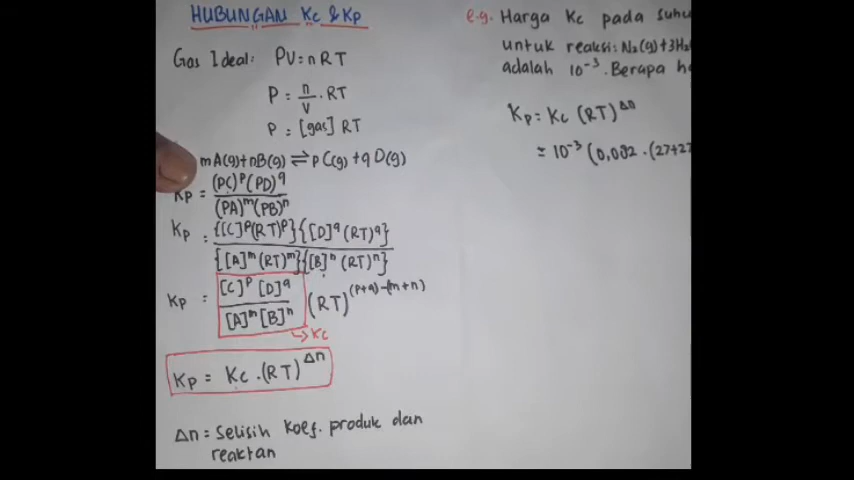 HUBUNGAN Kc & Kp
Gas Ideal: PV = n RT
P = n/V . RT
P = [gas] RT
mA(g) + nB(g) ⇌ pC(g) + qD(g)
Kp = (PC)^p (PD)^q / (PA)^m (PB)^n
Kp = {[C]^p (RT)^p} {[D]^q (RT)^q} / {[A]^m (RT)^m} {[B]^n (RT)^n}
Kp = [C]^p [D]^q / [A]^m [B]^n (RT)^(p+q)-(m+n)
→ Kc
Kp = Kc . (RT)^Δn
Δn = selisih koef. produk dan
reaktan
e.g. Harga Kc pada suhu
untuk reaksi: N₂(g) + 3H₂(
adalah 10⁻³. Berapa
Kp = Kc (RT)^Δn
= 10⁻³ (0,082 . (27+27